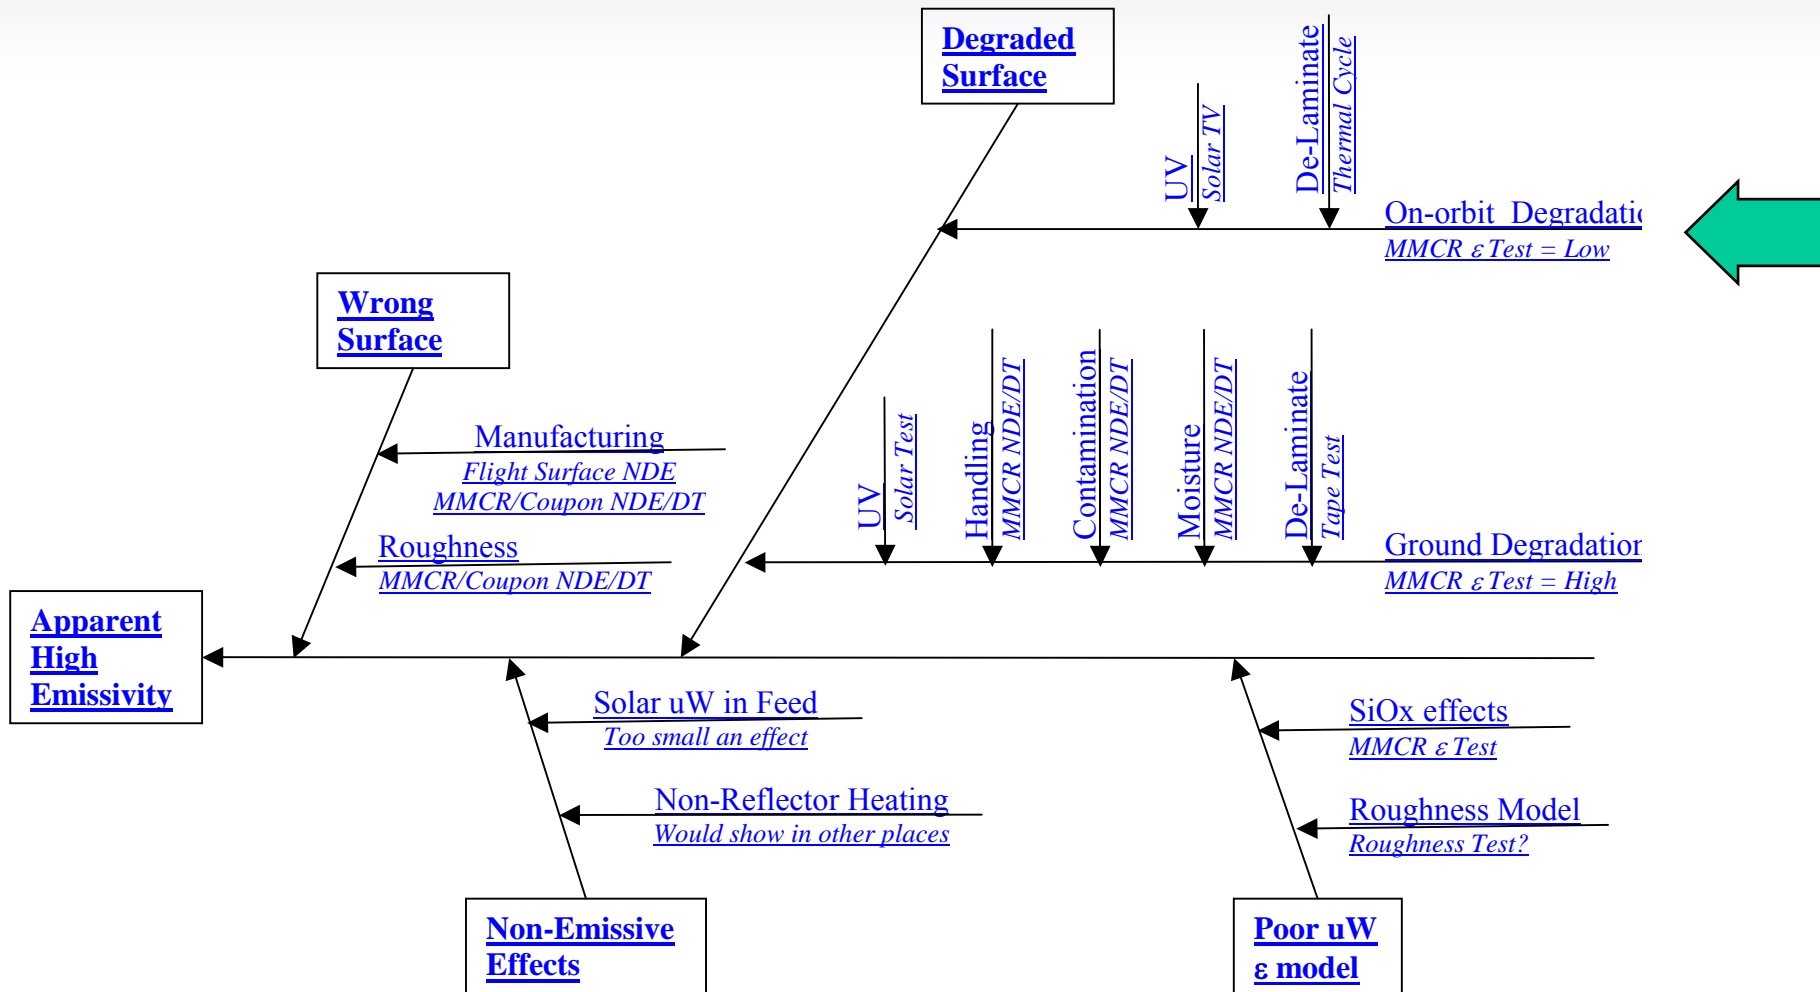 Degraded
Surface
UV
Solar TV
De-Laminate
Thermal Cycle
On-orbit Degradatic
MMCR ε Test = Low
Wrong
Surface
Manufacturing
Flight Surface NDE
MMCR/Coupon NDE/DT
Roughness
MMCR/Coupon NDE/DT
UV
Solar Test
Handling
MMCR NDE/DT
Contamination
MMCR NDE/DT
Moisture
MMCR NDE/DT
De-Laminate
Tape Test
Ground Degradation
MMCR ε Test = High
Apparent
High
Emissivity
Solar uW in Feed
Too small an effect
Non-Reflector Heating
Would show in other places
SiOx effects
MMCR ε Test
Roughness Model
Roughness Test?
Non-Emissive
Effects
Poor uW
ε model